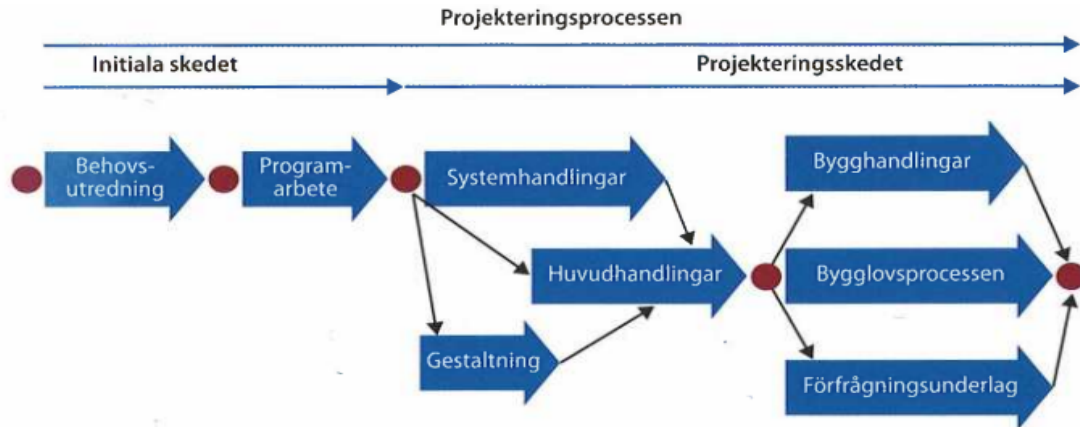 Projekteringsprocessen
Initiala skedet
Projekteringsskedet
Behovs-
utredning
Program-
arbete
Systemhandlingar
Bygghandlingar
Huvudhandlingar
Bygglovsprocessen
Gestaltning
Förfrågningsunderlag